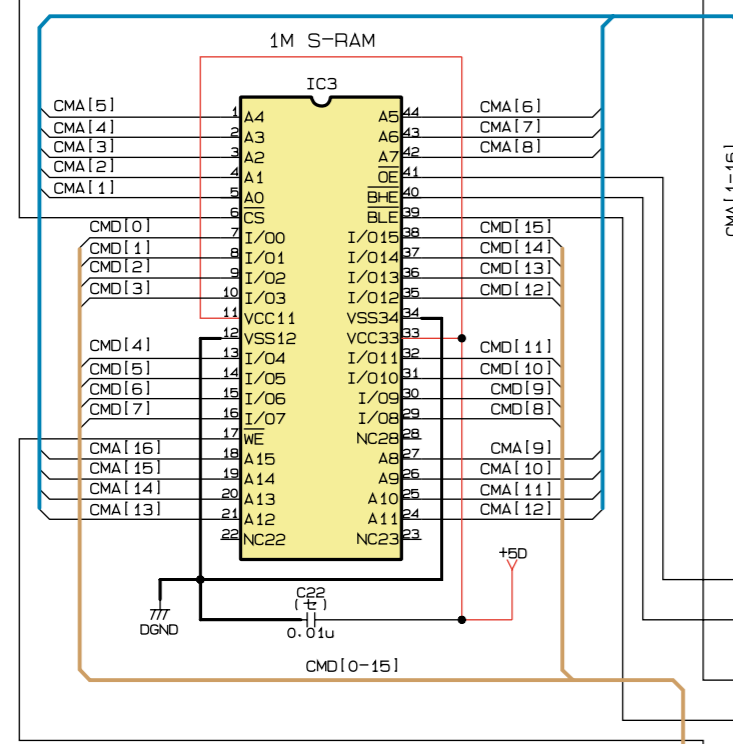 1M S-RAM
IC3
CMA[5] 1 A4 A5 44 CMA[6]
CMA[4] 2 A3 A6 43 CMA[7]
CMA[3] 3 A2 A7 42 CMA[8]
CMA[2] 4 A1 OE 41
CMA[1] 5 A0 BHE 40
6 CS BLE 39
CMD[0] 7 I/O0 I/O15 38 CMD[15]
CMD[1] 8 I/O1 I/O14 37 CMD[14]
CMD[2] 9 I/O2 I/O13 36 CMD[13]
CMD[3] 10 I/O3 I/O12 35 CMD[12]
11 VCC11 VSS34 34
12 VSS12 VCC33 33
CMD[4] 13 I/O4 I/O11 32 CMD[11]
CMD[5] 14 I/O5 I/O10 31 CMD[10]
CMD[6] 15 I/O6 I/O9 30 CMD[9]
CMD[7] 16 I/O7 I/O8 29 CMD[8]
17 WE NC28 28
CMA[16] 18 A15 A8 27 CMA[9]
CMA[15] 19 A14 A9 26 CMA[10]
CMA[14] 20 A13 A10 25 CMA[11]
CMA[13] 21 A12 A11 24 CMA[12]
22 NC22 NC23 23
+5D
C22
(セ)
0.01u
DGND
CMD[0-15]
CMA[1-16]